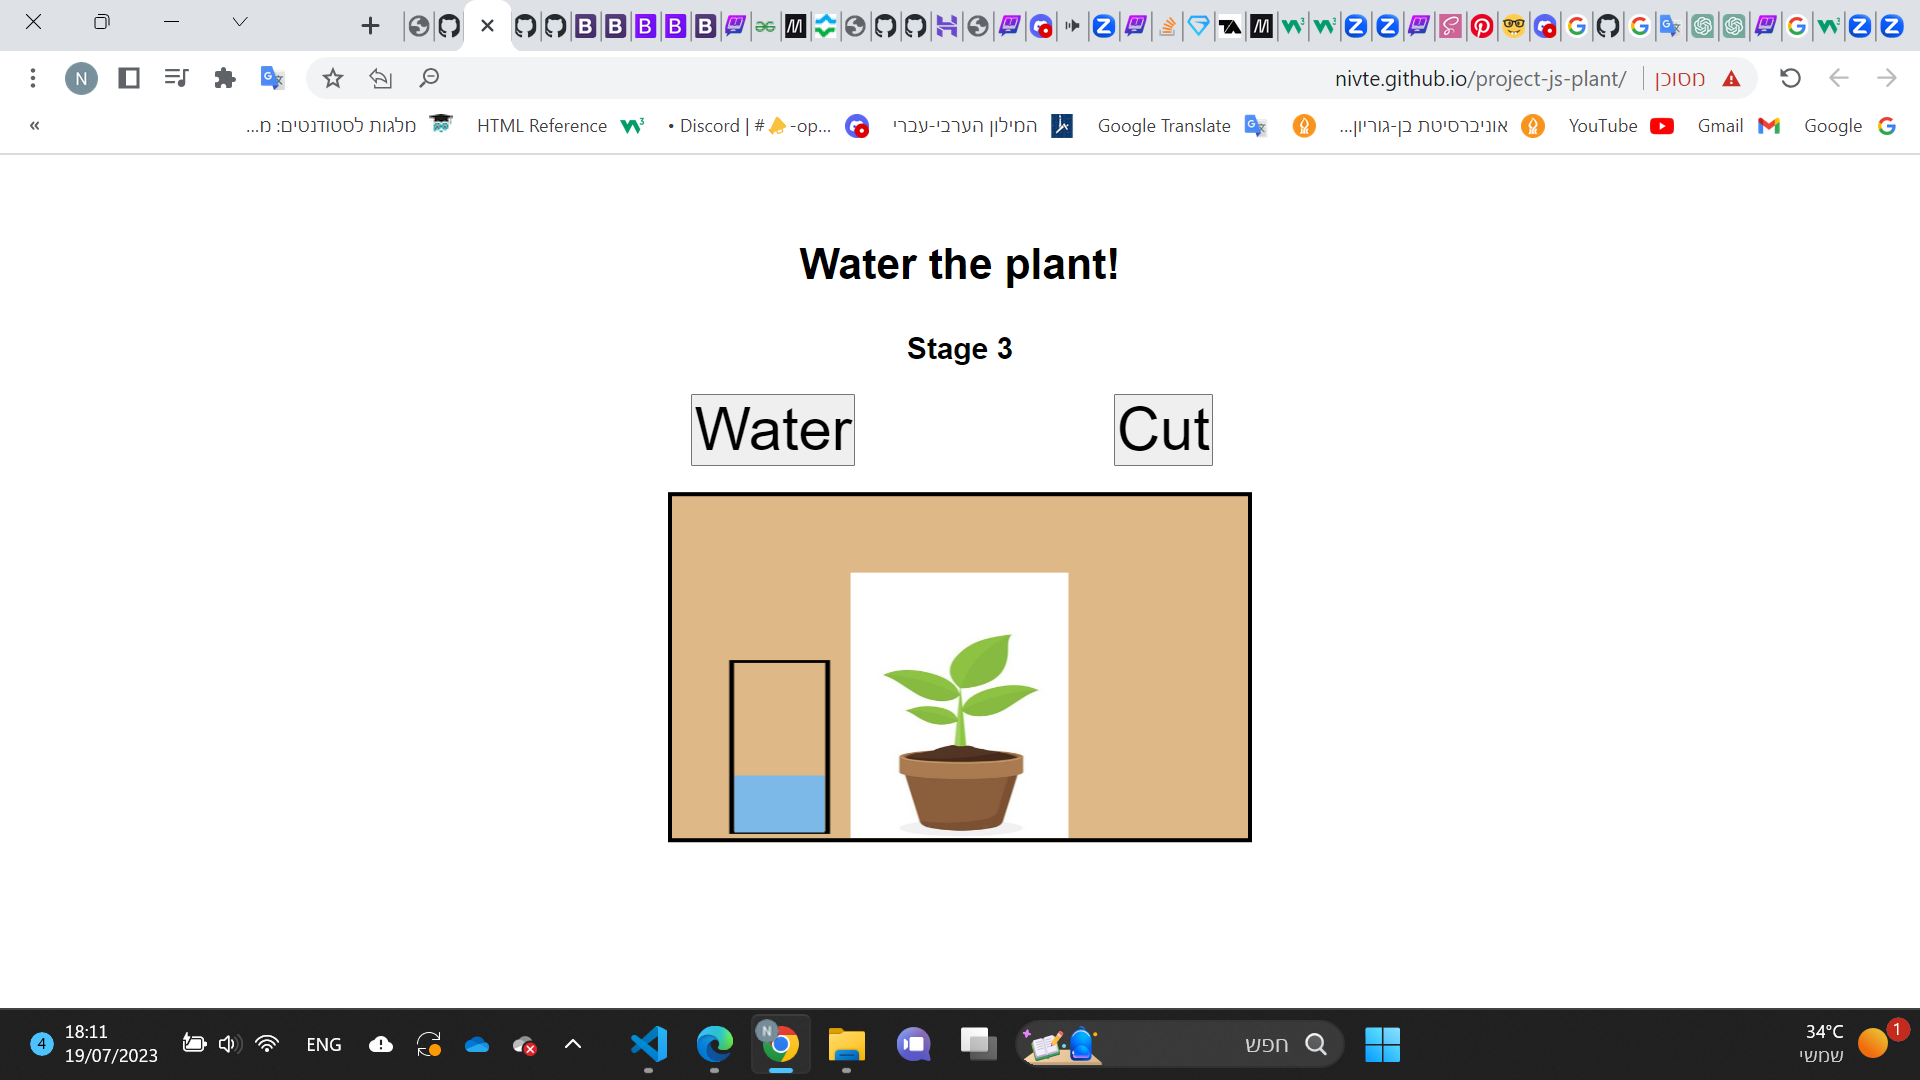 nivte.github.io/project-js-plant/
מסוכן
«
מלגות לסטודנטים: מ...
HTML Reference
• Discord | #📣-op...
המילון הערבי-עברי
Google Translate
אוניברסיטת בן-גוריון...
YouTube
Gmail
Google
Water the plant!
Stage 3
Water
Cut
4
18:11
19/07/2023
ENG
N
חפש
34°C
שמשי
1